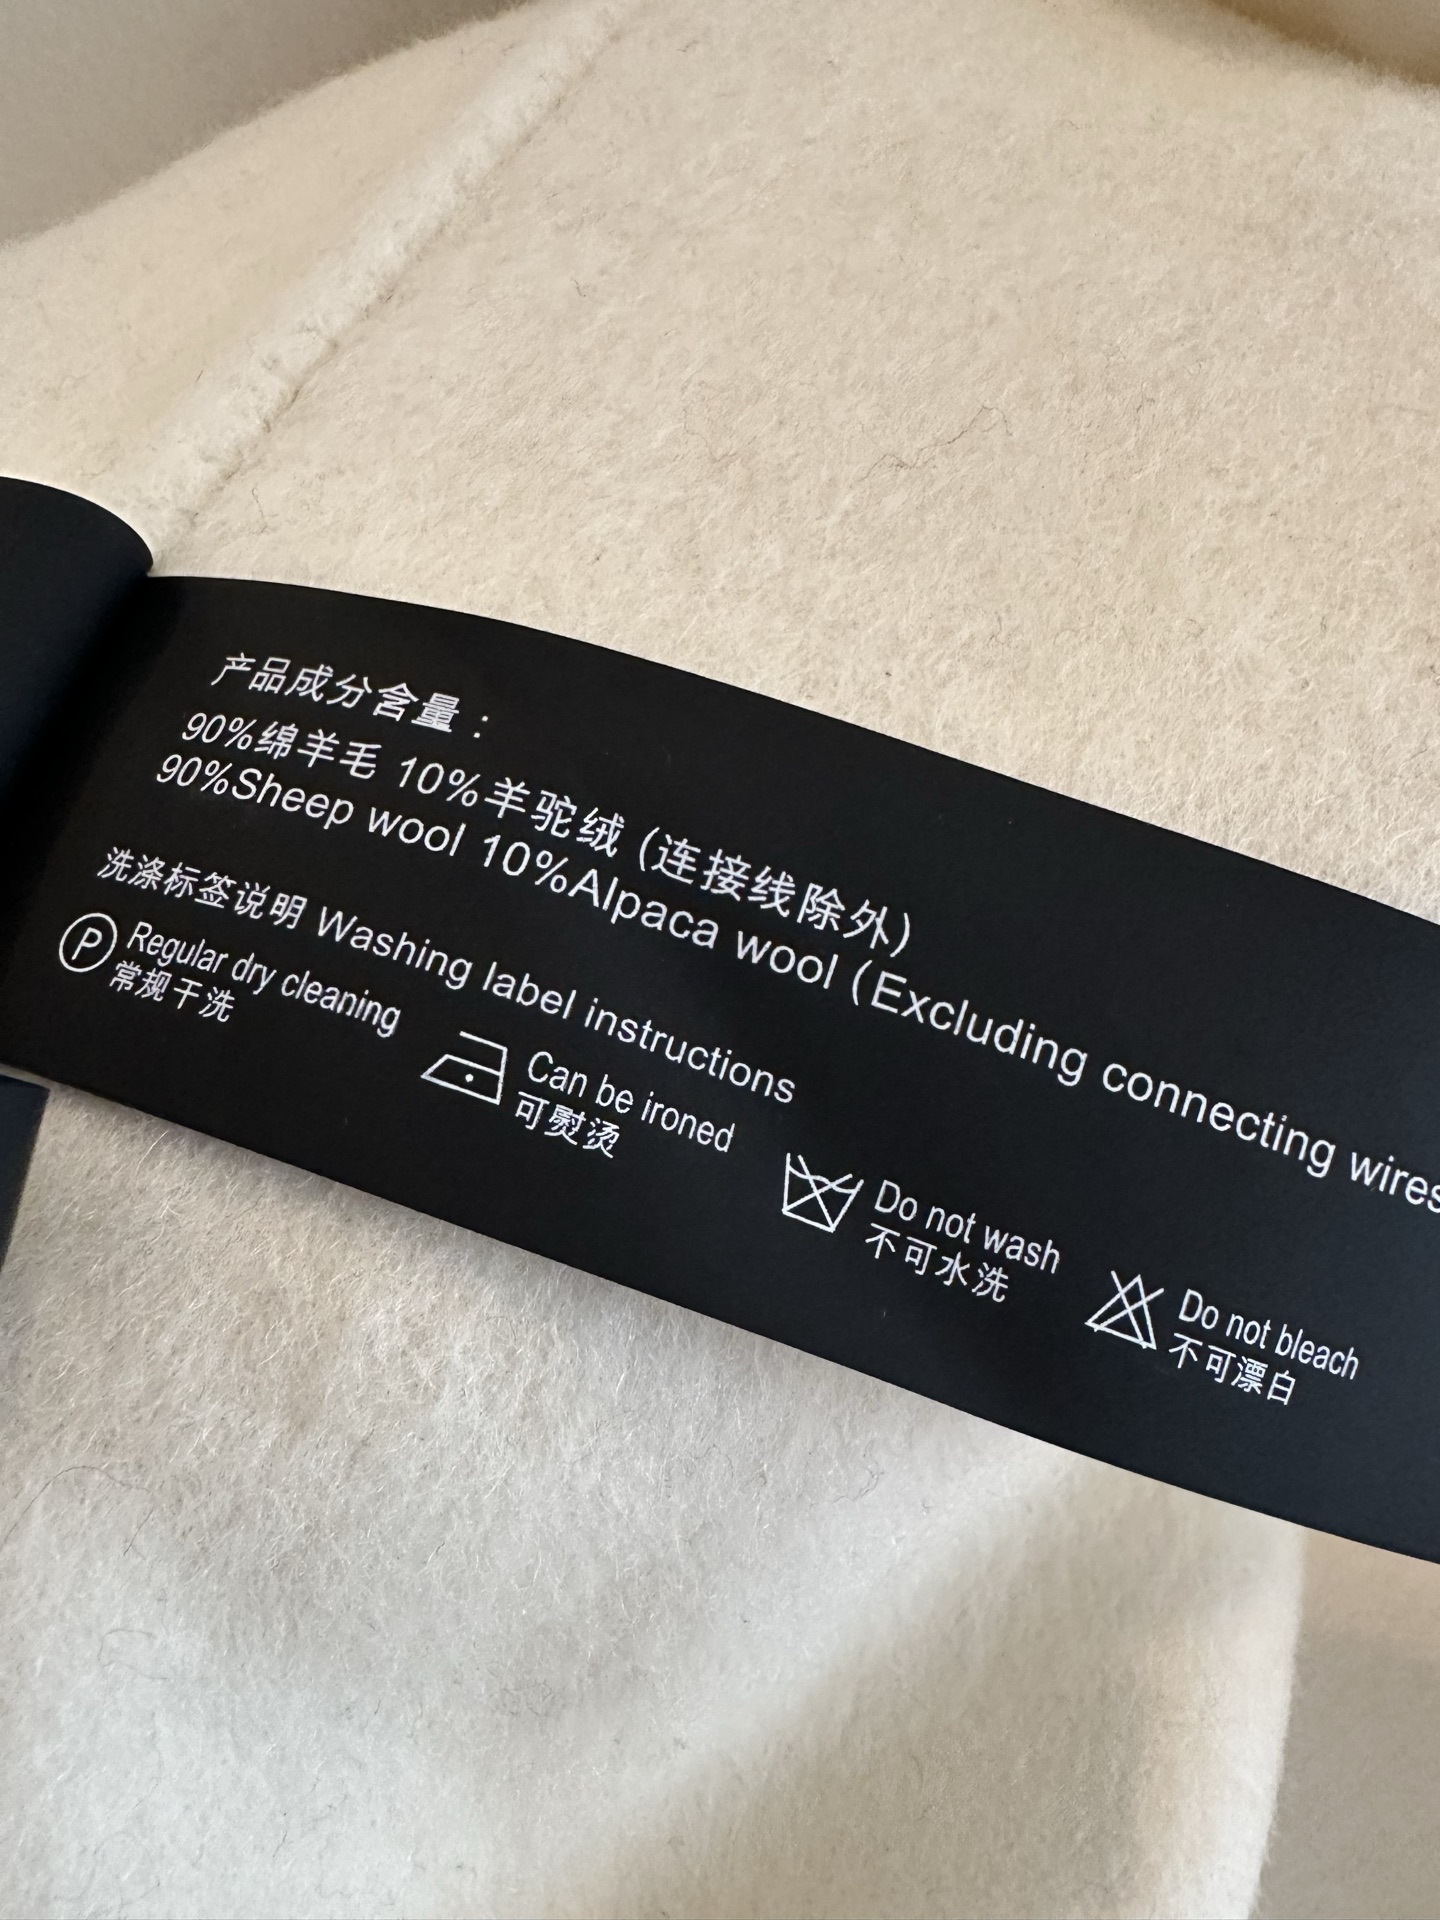 产品成分含量：
90%绵羊毛 10%羊驼绒 (连接线除外)
90%Sheep wool 10%Alpaca wool (Excluding connecting wires
洗涤标签说明 Washing label instructions
P
Regular dry cleaning
常规干洗
Can be ironed
可熨烫
Do not wash
不可水洗
Do not bleach
不可漂白